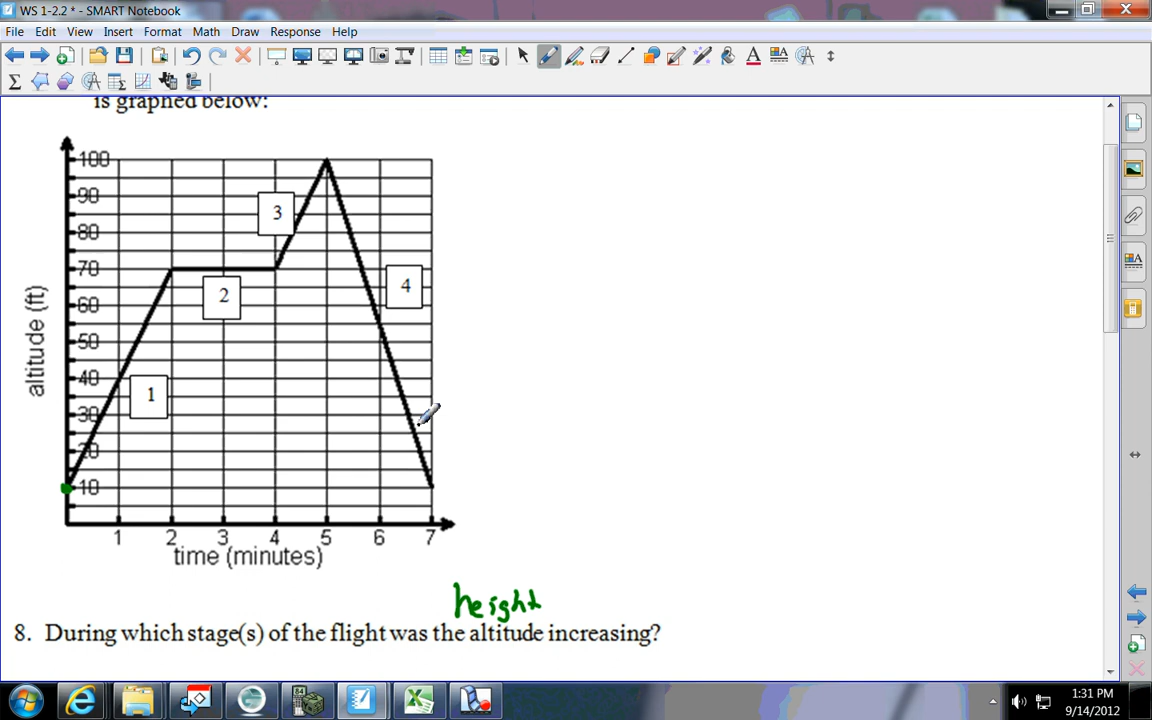 WS 1-2.2 * - SMART Notebook
File Edit View Insert Format Math Draw Response Help
is graphed below:
100
90
80
70
60
50
40
30
20
10
altitude (ft)
1
2
3
4
1 2 3 4 5 6 7
time (minutes)
height
8. During which stage(s) of the flight was the altitude increasing?
1:31 PM
9/14/2012